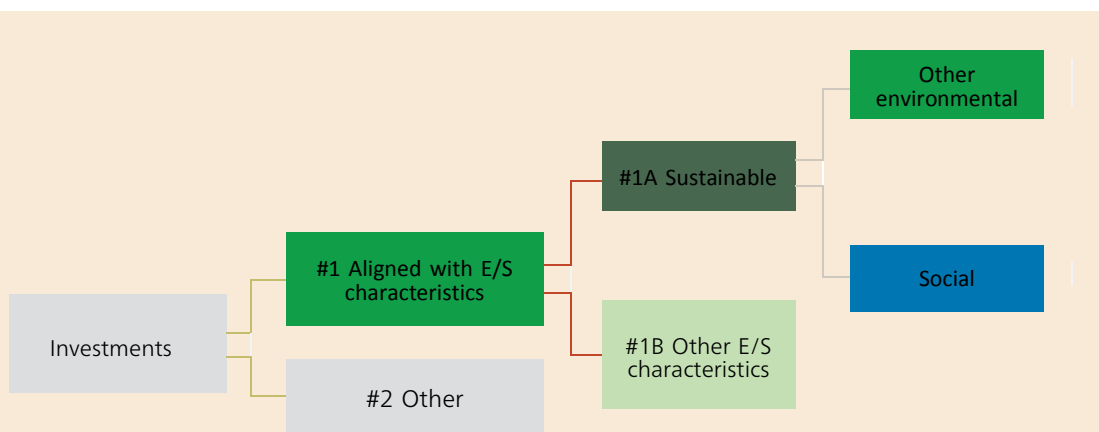 Other
environmental
#1A Sustainable
#1 Aligned with E/S
characteristics
Social
Investments
#1B Other E/S
characteristics
#2 Other